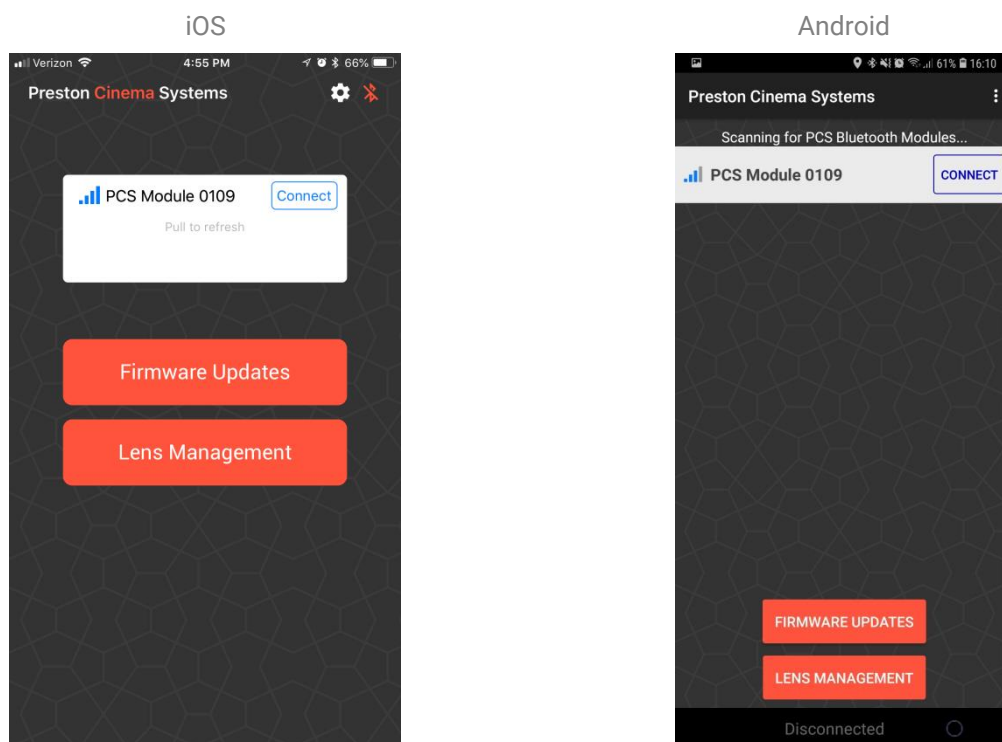 iOS
Verizon 4:55 PM 66%
Preston Cinema Systems
PCS Module 0109 Connect
Pull to refresh
Firmware Updates
Lens Management
Android
61% 16:10
Preston Cinema Systems
Scanning for PCS Bluetooth Modules...
PCS Module 0109 CONNECT
FIRMWARE UPDATES
LENS MANAGEMENT
Disconnected